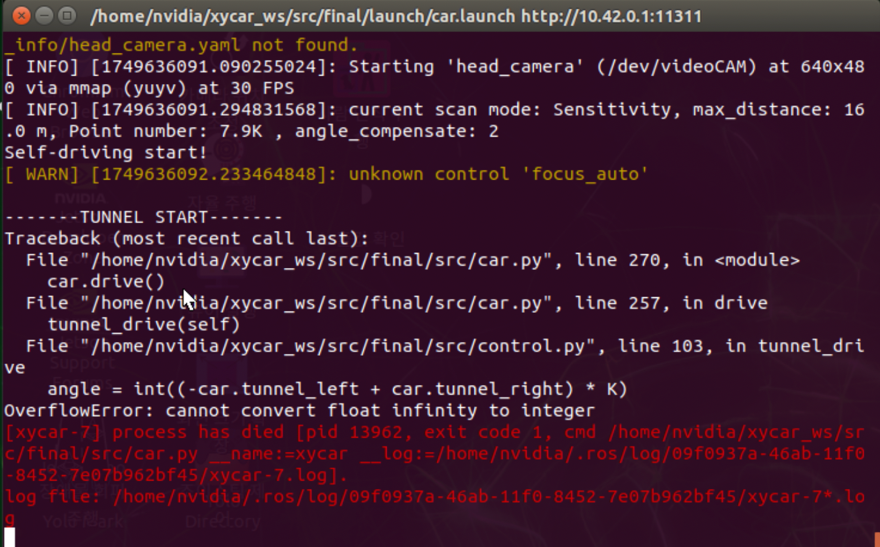 /home/nvidia/xycar_ws/src/final/launch/car.launch http://10.42.0.1:11311
_info/head_camera.yaml not found.
[ INFO] [1749636091.090255024]: Starting 'head_camera' (/dev/videoCAM) at 640x48
0 via mmap (yuyv) at 30 FPS
[ INFO] [1749636091.294831568]: current scan mode: Sensitivity, max_distance: 16
.0 m, Point number: 7.9K , angle_compensate: 2
Self-driving start!
[ WARN] [1749636092.233464848]: unknown control 'focus_auto'
-------TUNNEL START-------
Traceback (most recent call last):
  File "/home/nvidia/xycar_ws/src/final/src/car.py", line 270, in <module>
    car.drive()
  File "/home/nvidia/xycar_ws/src/final/src/car.py", line 257, in drive
    tunnel_drive(self)
  File "/home/nvidia/xycar_ws/src/final/src/control.py", line 103, in tunnel_dri
ve
    angle = int((-car.tunnel_left + car.tunnel_right) * K)
OverflowError: cannot convert float infinity to integer
[xycar-7] process has died [pid 13962, exit code 1, cmd /home/nvidia/xycar_ws/sr
c/final/src/car.py __name:=xycar __log:=/home/nvidia/.ros/log/09f0937a-46ab-11f0
-8452-7e07b962bf45/xycar-7.log].
log file: /home/nvidia/.ros/log/09f0937a-46ab-11f0-8452-7e07b962bf45/xycar-7*.lo
g